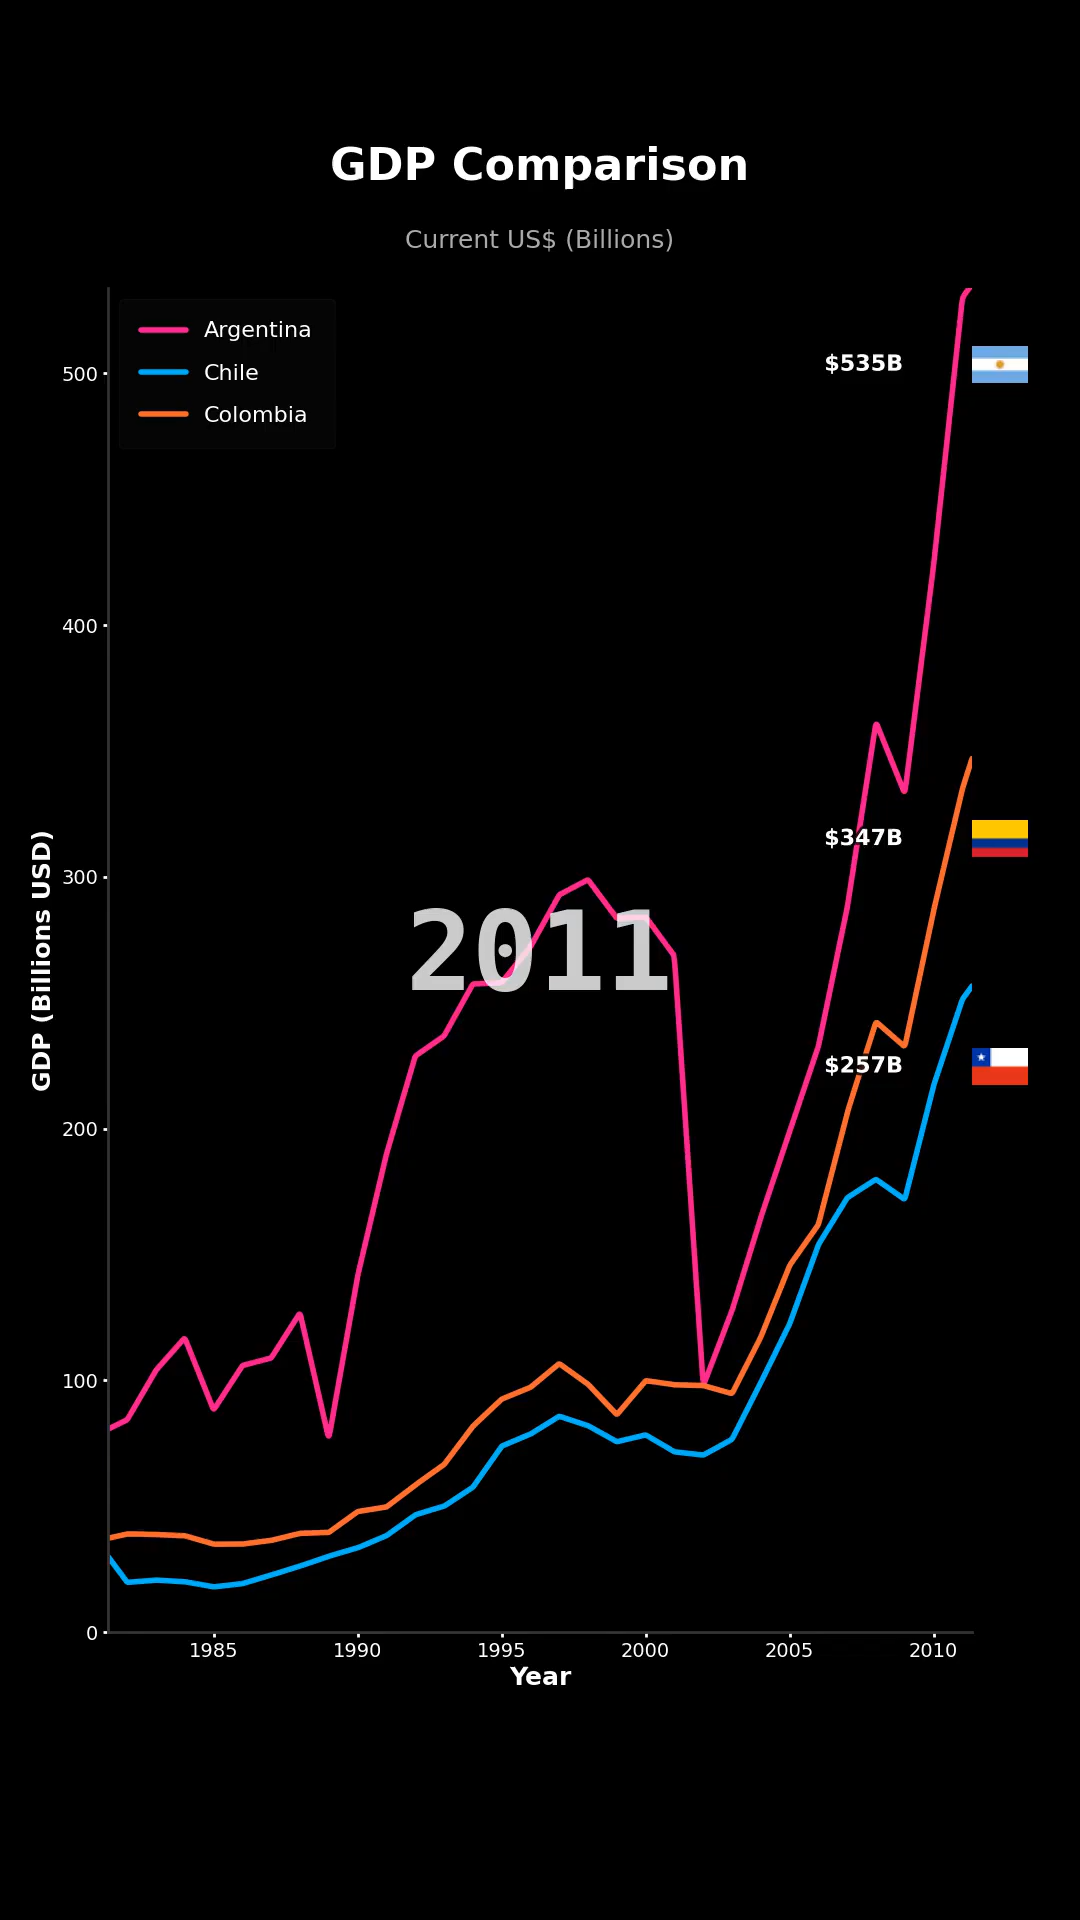 GDP Comparison
Current US$ (Billions)
Argentina
Chile
Colombia
$535B
$347B
$257B
2011
500
400
300
200
100
0
GDP (Billions USD)
1985 1990 1995 2000 2005 2010
Year